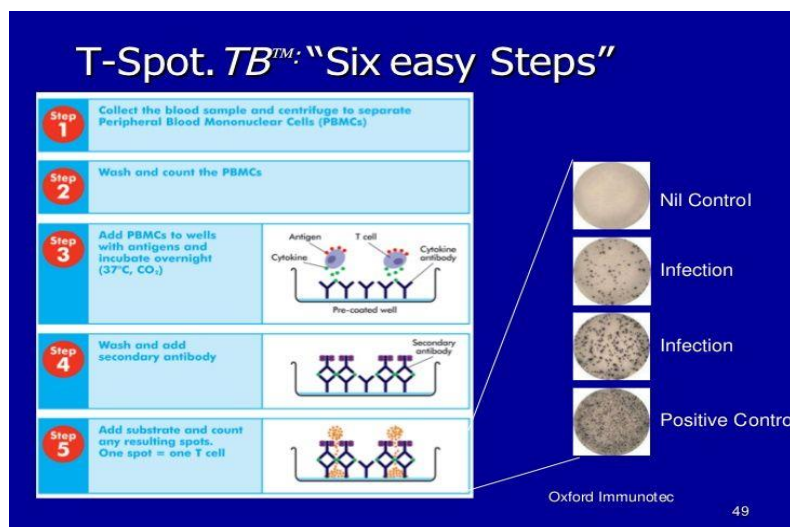 T-Spot.TB™: “Six easy Steps”
Step
1
Collect the blood sample and centrifuge to separate
Peripheral Blood Mononuclear Cells (PBMCs)
Step
2
Wash and count the PBMCs
Step
3
Add PBMCs to wells
with antigens and
incubate overnight
(37°C, CO₂)
Antigen
T cell
Cytokine
Cytokine
antibody
Pre-coated well
Step
4
Wash and add
secondary antibody
Secondary
antibody
Step
5
Add substrate and count
any resulting spots.
One spot = one T cell
Nil Control
Infection
Infection
Positive Contro
Oxford Immunotec
49